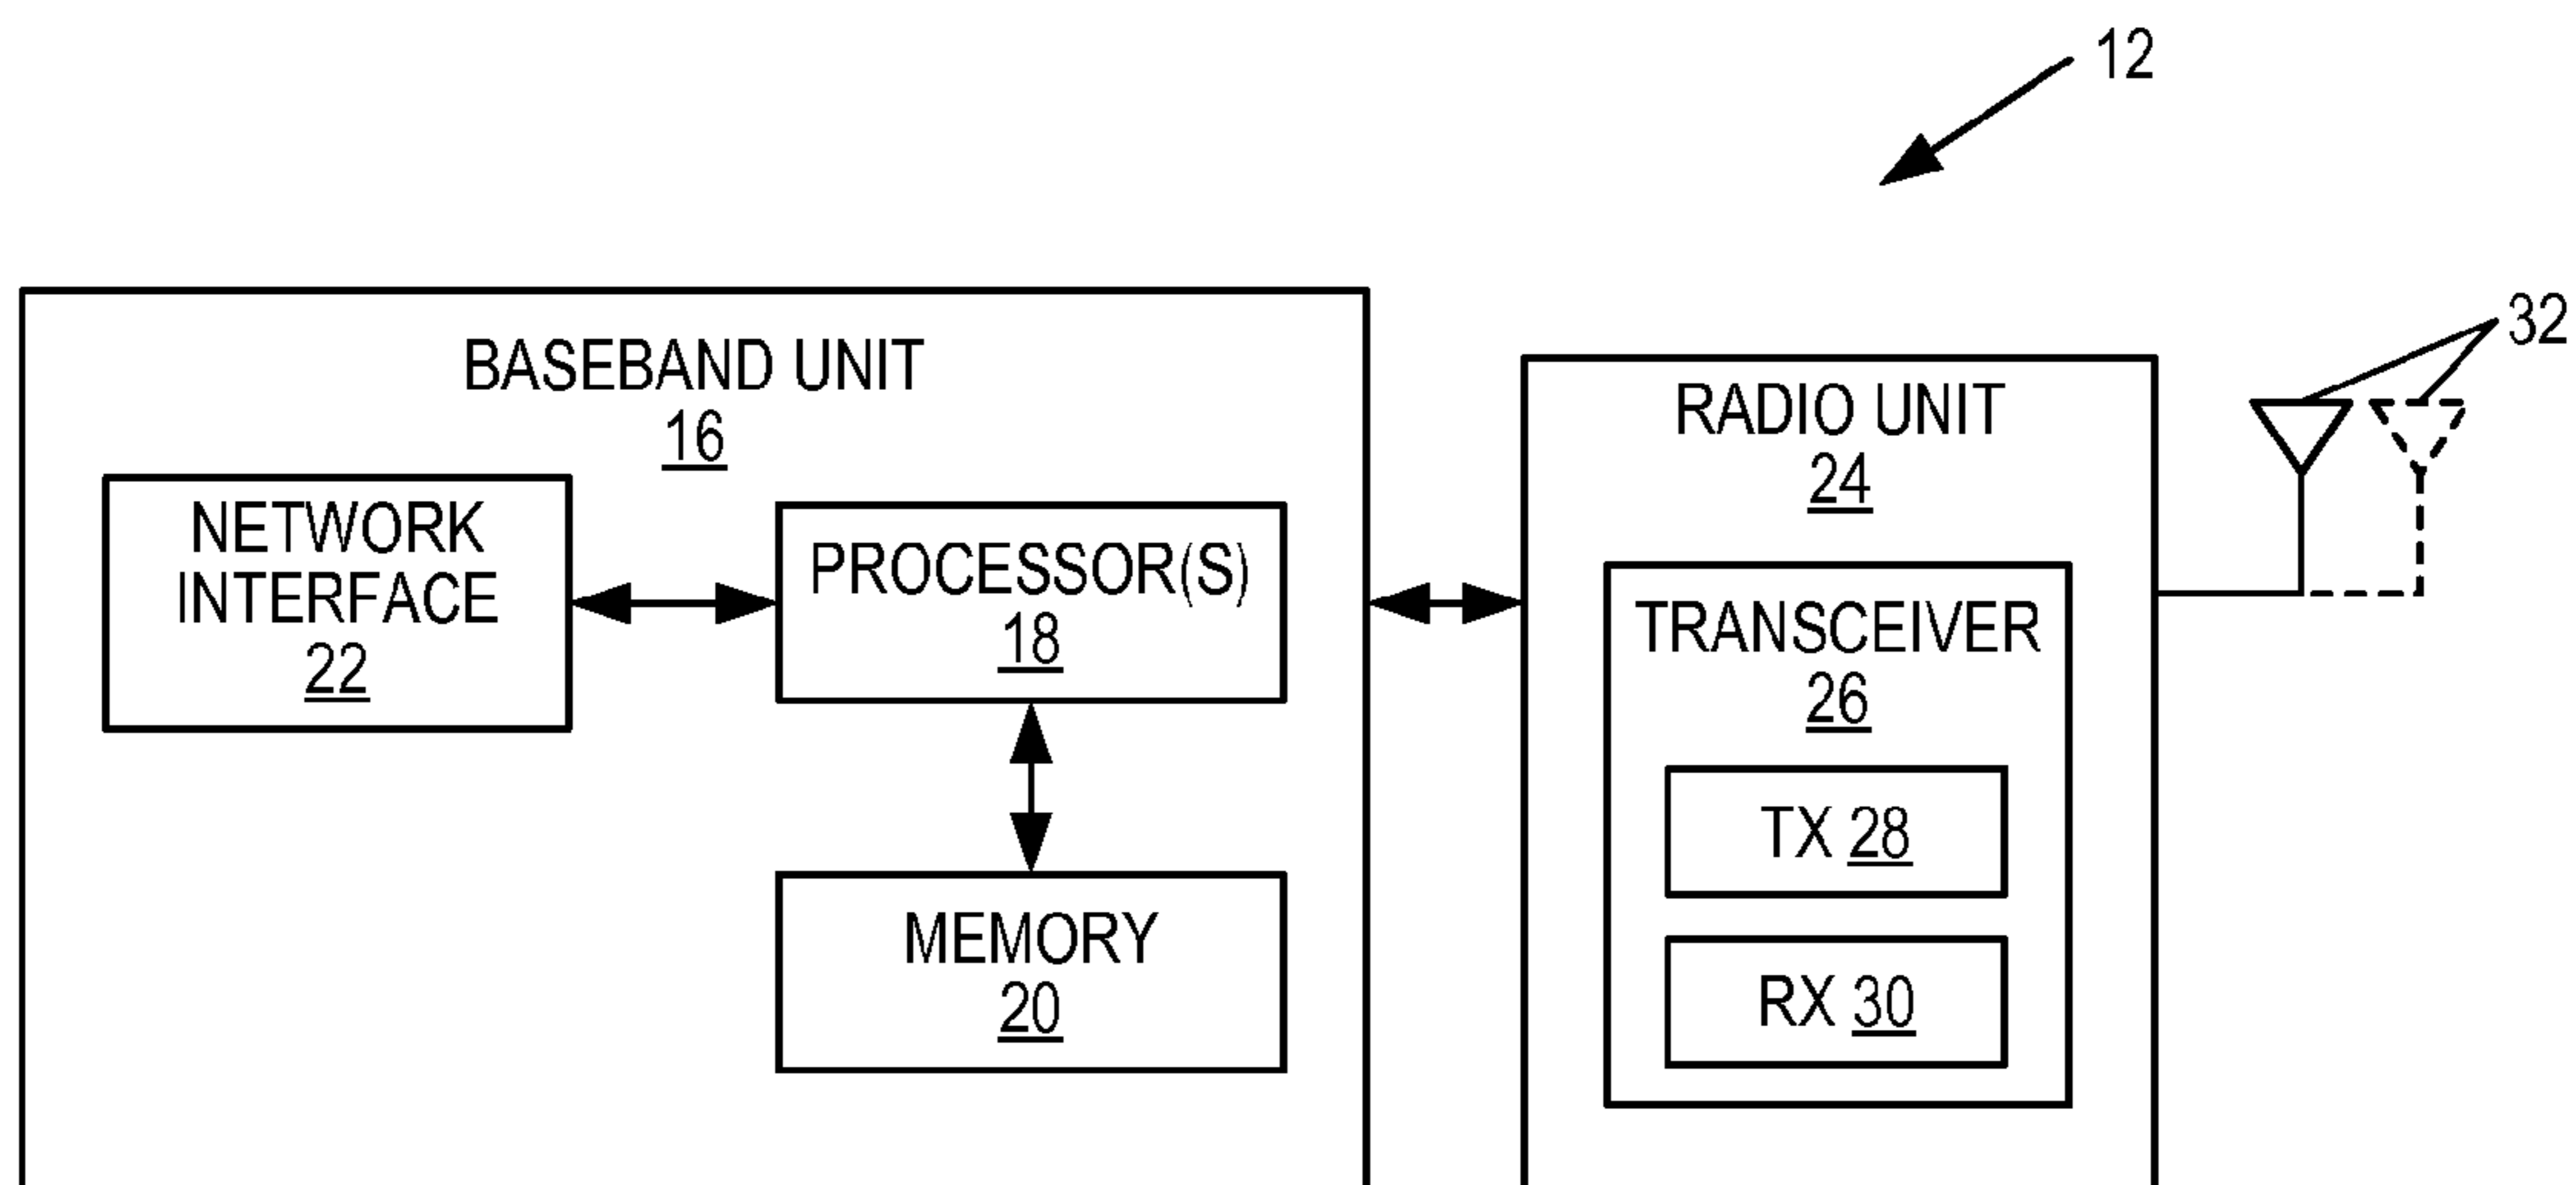 12
32
BASEBAND UNIT
16
NETWORK
INTERFACE
22
PROCESSOR(S)
18
MEMORY
20
RADIO UNIT
24
TRANSCEIVER
26
TX 28
RX 30